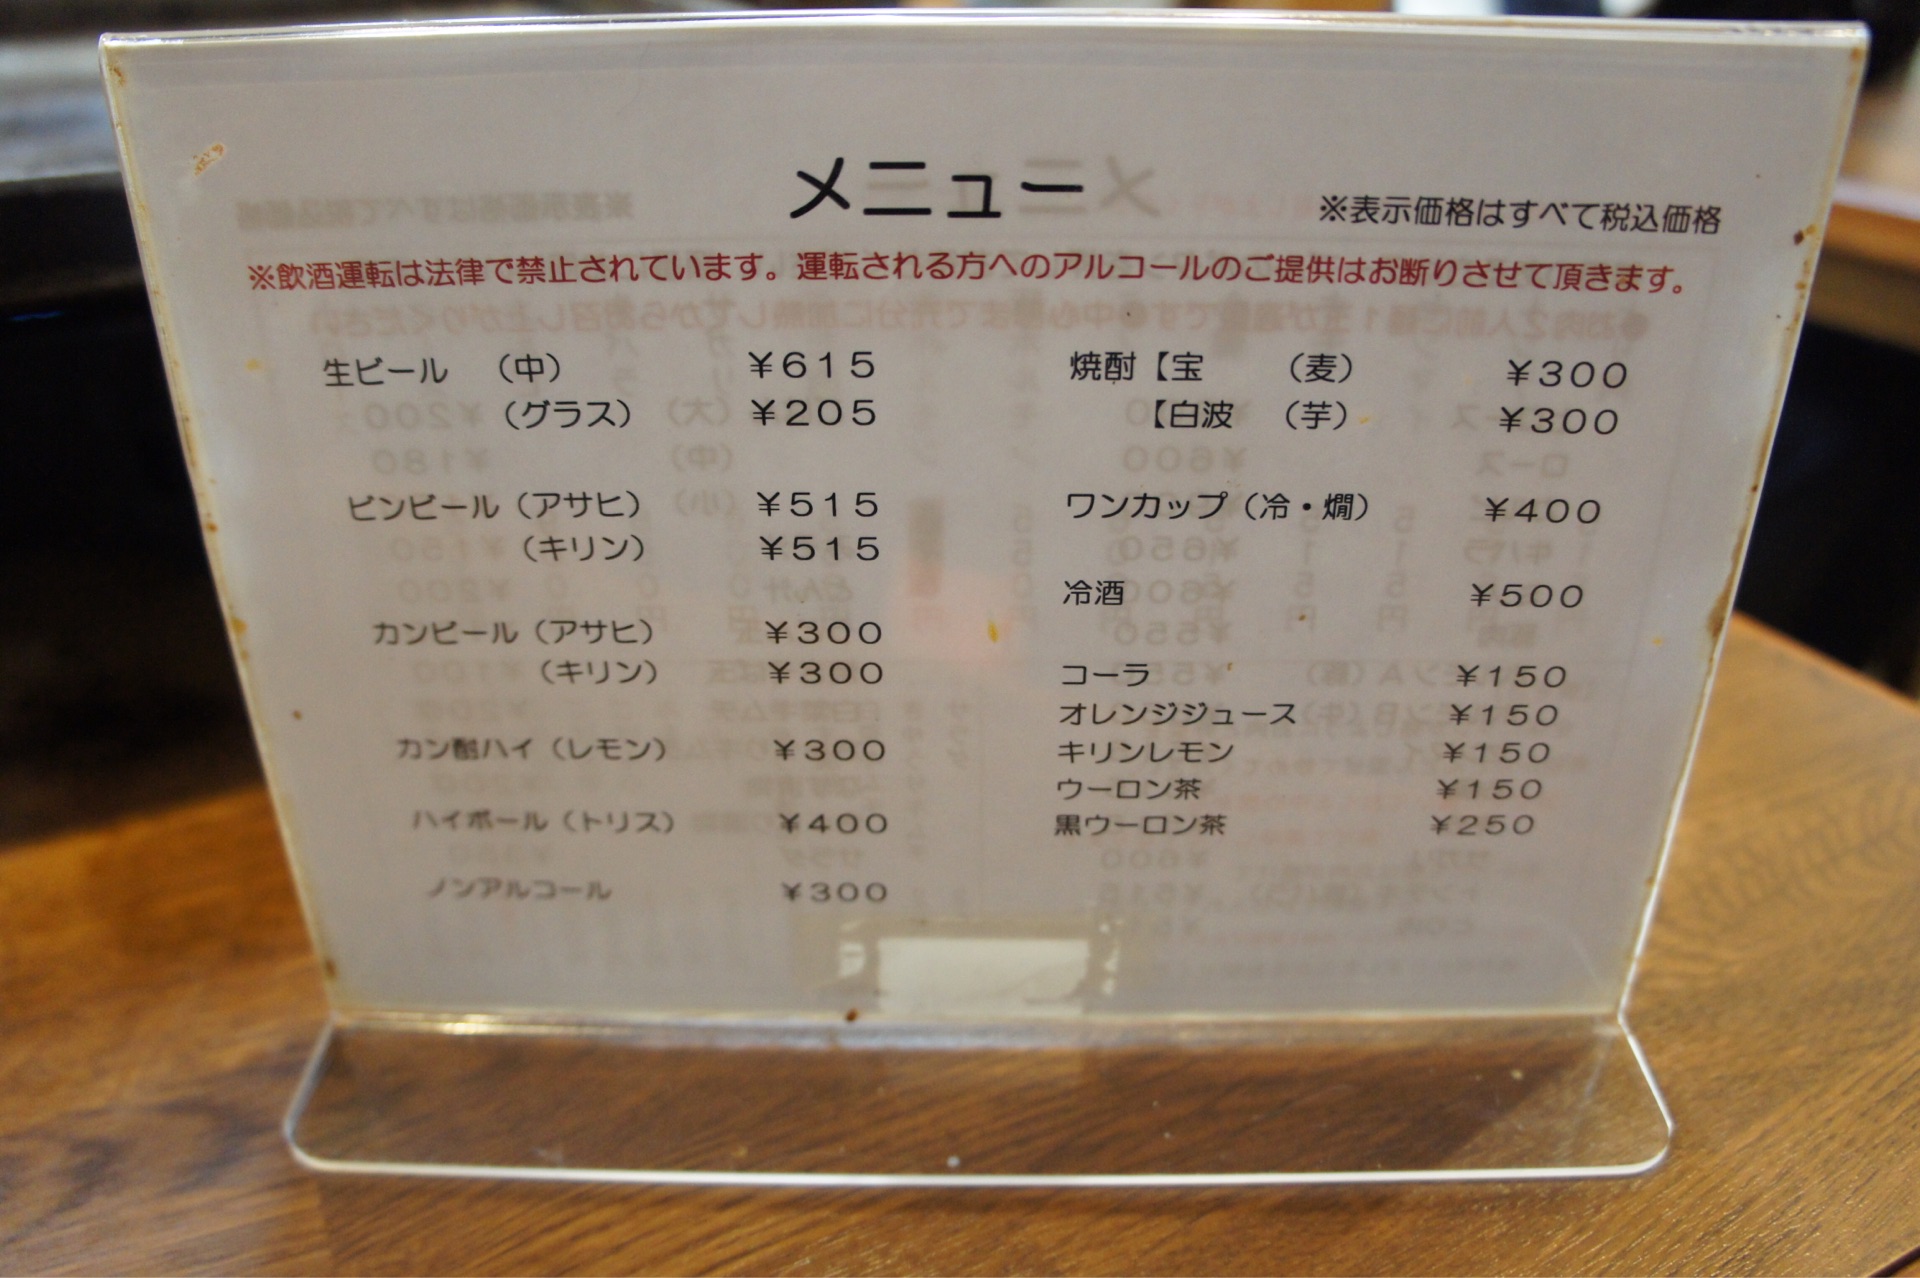 メニュー
※表示価格はすべて税込価格
※飲酒運転は法律で禁止されています。運転される方へのアルコールのご提供はお断りさせて頂きます。
生ビール （中） ￥６１５
（グラス） ￥２０５
ビンビール（アサヒ） ￥５１５
（キリン） ￥５１５
カンビール（アサヒ） ￥３００
（キリン） ￥３００
カン酎ハイ（レモン） ￥３００
ハイボール（トリス） ￥４００
ノンアルコール ￥３００
焼酎【宝 （麦） ￥３００
【白波 （芋） ￥３００
ワンカップ（冷・燗） ￥４００
冷酒 ￥５００
コーラ ￥１５０
オレンジジュース ￥１５０
キリンレモン ￥１５０
ウーロン茶 ￥１５０
黒ウーロン茶 ￥２５０